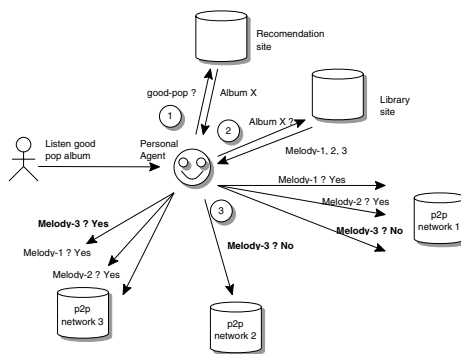 Recomendation
site
good-pop ?
Album X
1
2
Library
site
Album X ?
Melody-1, 2, 3
Listen good
pop album
Personal
Agent
Melody-1 ? Yes
Melody-2 ? Yes
Melody-3 ? No
p2p
network 1
3
Melody-3 ? Yes
Melody-1 ? Yes
Melody-2 ? Yes
Melody-3 ? No
p2p
network 3
p2p
network 2